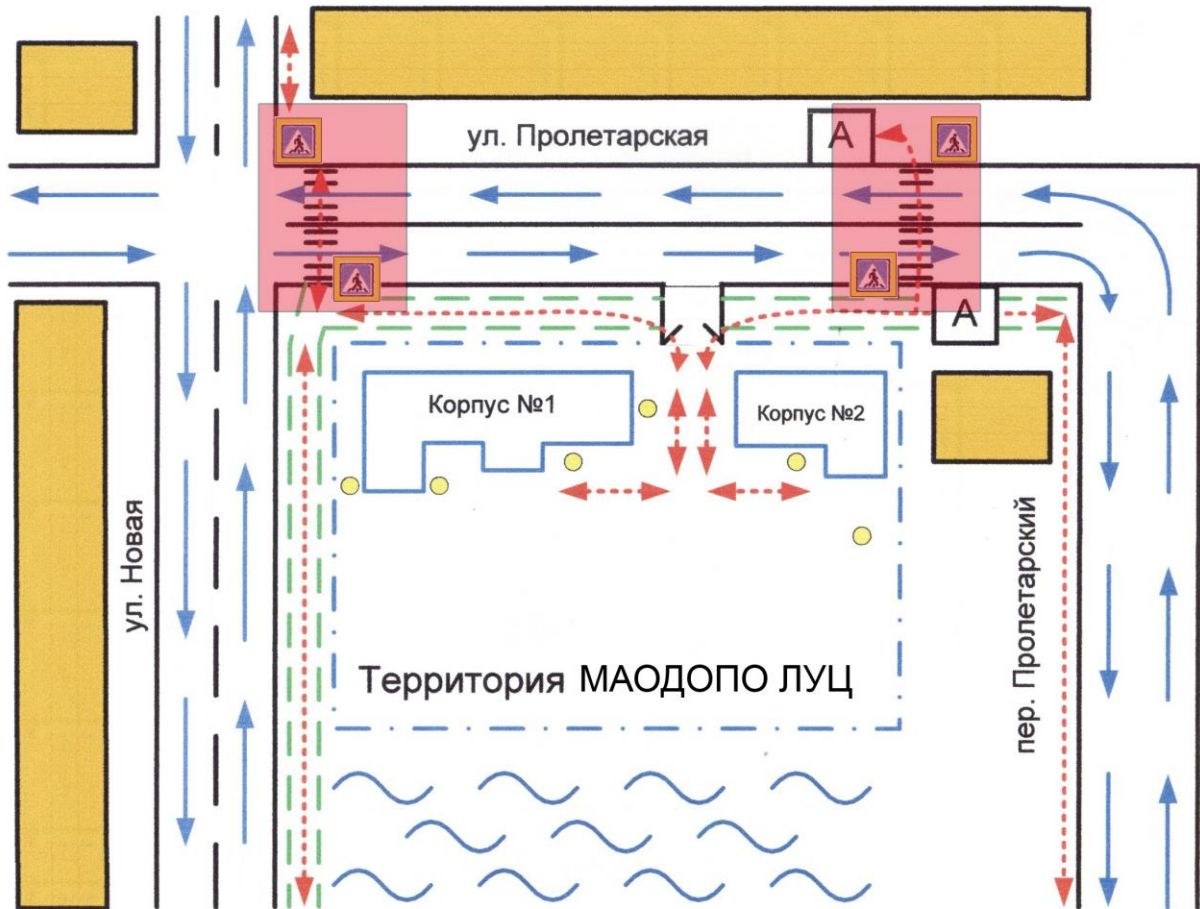 ул. Пролетарская
А
А
Корпус №1
Корпус №2
ул. Новая
пер. Пролетарский
Территория МАОДОПО ЛУЦ